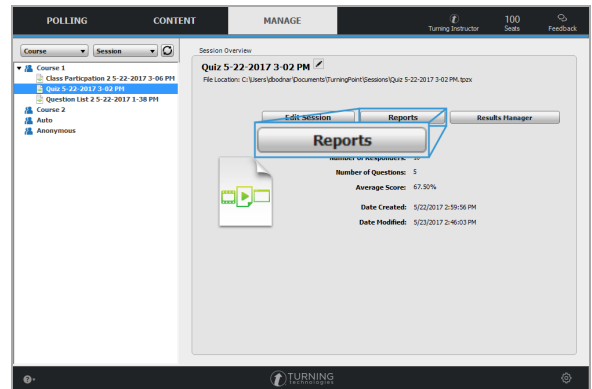 POLLING CONTENT MANAGE Turning Instructor 100 Seats Feedback
Course Session
Session Overview
Course 1
Class Particpation 2 5-22-2017 3-06 PM
Quiz 5-22-2017 3-02 PM
Question List 2 5-22-2017 1-38 PM
Course 2
Auto
Anonymous
Quiz 5-22-2017 3-02 PM
File Location: C:\Users\dbodnar\Documents\TurningPoint\Sessions\Quiz 5-22-2017 3-02 PM.tpzx
Edit Session Reports Results Manager
Reports
Number of Responders: 10
Number of Questions: 5
Average Score: 67.50%
Date Created: 5/22/2017 2:59:56 PM
Date Modified: 5/23/2017 2:46:03 PM
TURNING
Technologies